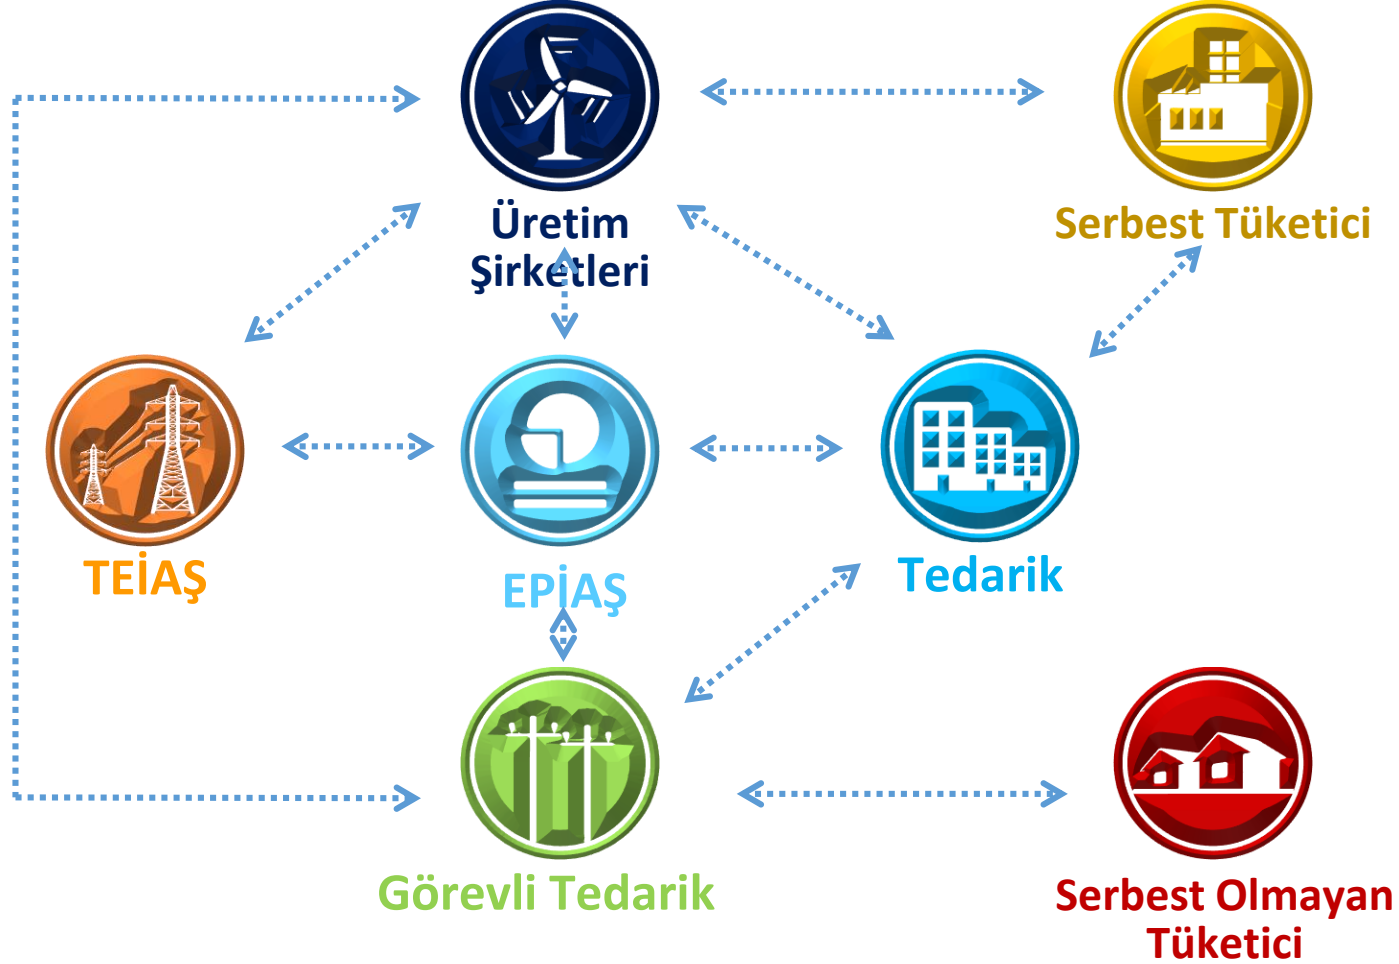 Üretim
Şirketleri
Serbest Tüketici
TEİAŞ
EPİAŞ
Tedarik
Görevli Tedarik
Serbest Olmayan
Tüketici